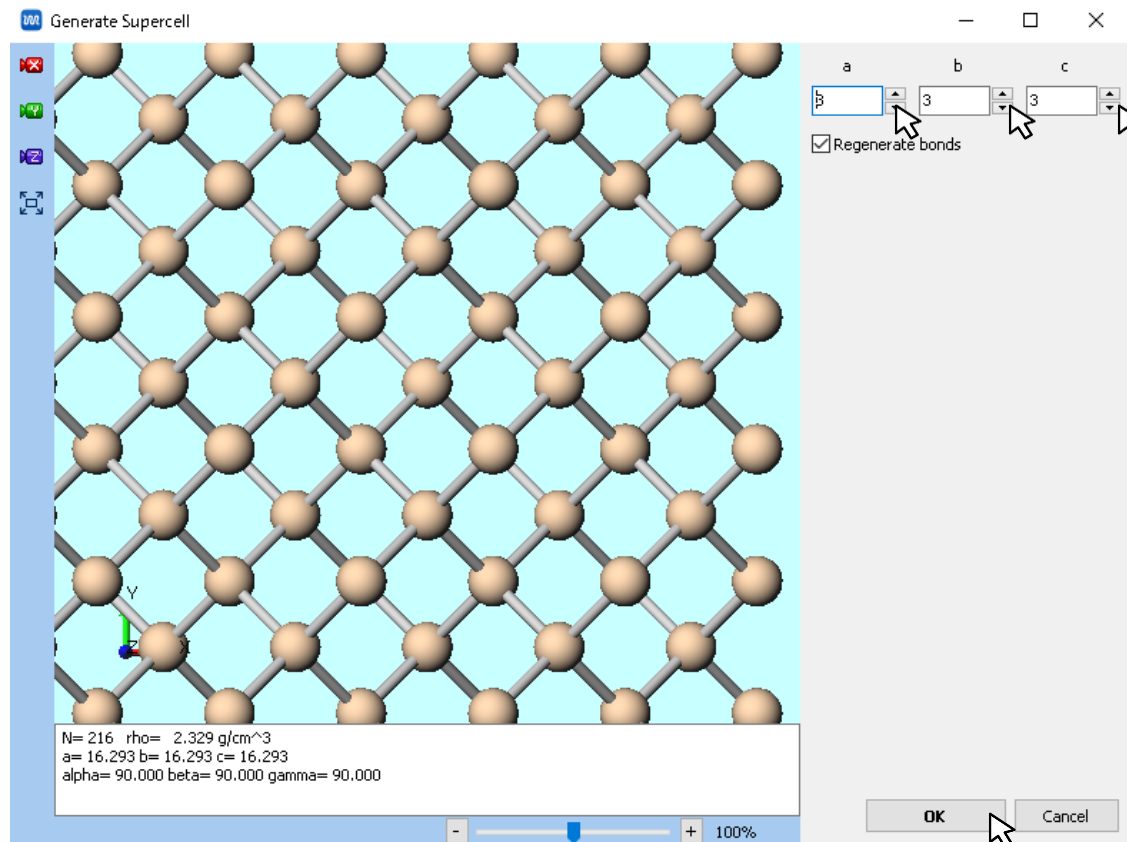 Generate Supercell
X
Y
Z
a b c
3 3 3
Regenerate bonds
Y
Z X
N= 216 rho= 2.329 g/cm^3
a= 16.293 b= 16.293 c= 16.293
alpha= 90.000 beta= 90.000 gamma= 90.000
OK Cancel
- + 100%